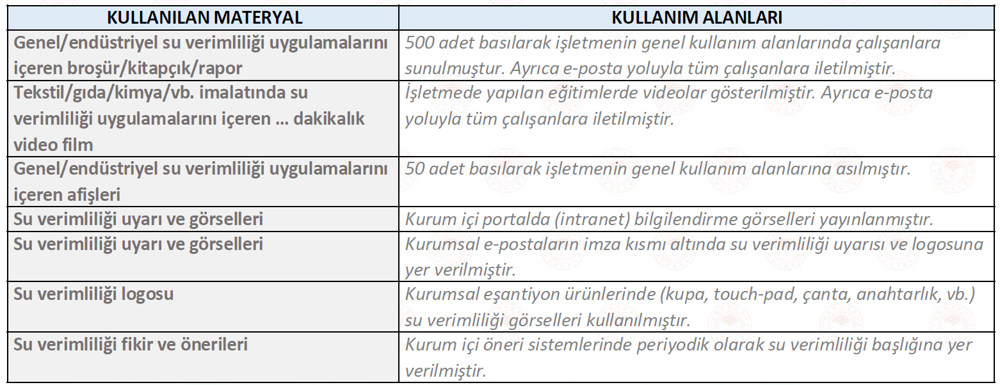 KULLANILAN MATERYAL
KULLANIM ALANLARI
Genel/endüstriyel su verimliliği uygulamalarını
içeren broşür/kitapçık/rapor
500 adet basılarak işletmenin genel kullanım alanlarında çalışanlara
sunulmuştur. Ayrıca e-posta yoluyla tüm çalışanlara iletilmiştir.
Tekstil/gıda/kimya/vb. imalatında su
verimliliği uygulamalarını içeren ... dakikalık
video film
İşletmede yapılan eğitimlerde videolar gösterilmiştir. Ayrıca e-posta
yoluyla tüm çalışanlara iletilmiştir.
Genel/endüstriyel su verimliliği uygulamalarını
içeren afişleri
50 adet basılarak işletmenin genel kullanım alanlarına asılmıştır.
Su verimliliği uyarı ve görselleri
Kurum içi portalda (intranet) bilgilendirme görselleri yayınlanmıştır.
Su verimliliği uyarı ve görselleri
Kurumsal e-postaların imza kısmı altında su verimliliği uyarısı ve logosuna
yer verilmiştir.
Su verimliliği logosu
Kurumsal eşantiyon ürünlerinde (kupa, touch-pad, çanta, anahtarlık, vb.)
su verimliliği görselleri kullanılmıştır.
Su verimliliği fikir ve önerileri
Kurum içi öneri sistemlerinde periyodik olarak su verimliliği başlığına yer
verilmiştir.